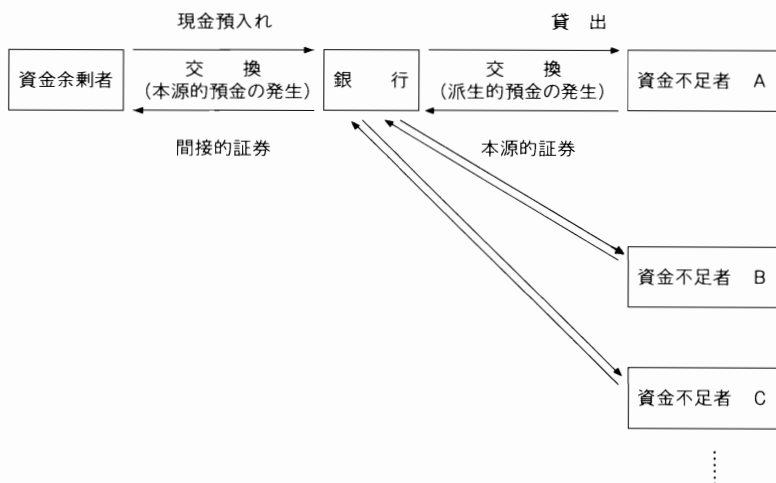 現金預入れ
貸 出
資金余剰者
交 換
(本源的預金の発生)
銀 行
交 換
(派生的預金の発生)
資金不足者 A
間接的証券
本源的証券
資金不足者 B
資金不足者 C